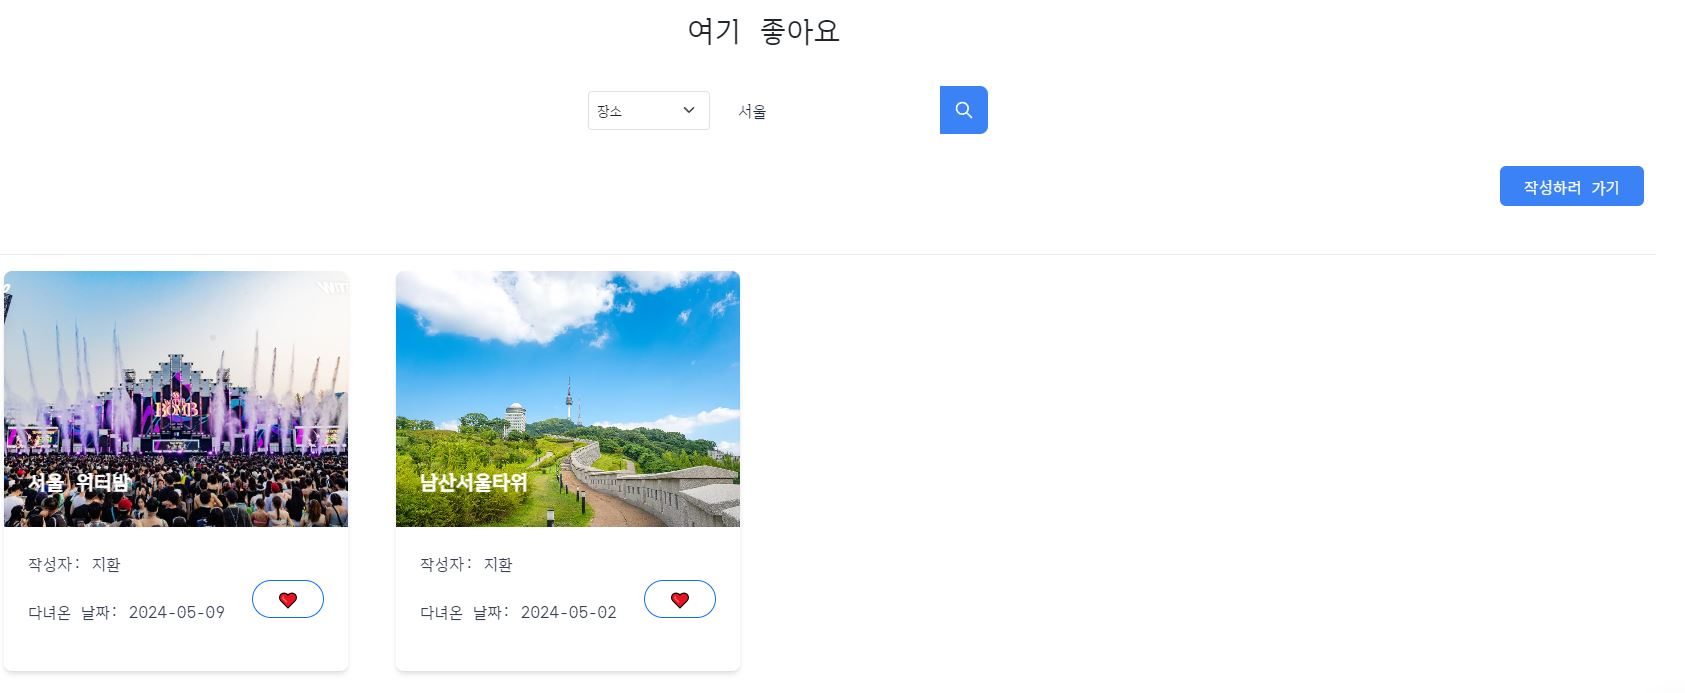 여기 좋아요
장소
서울
작성하러 가기
서울 워터밤
남산서울타워
작성자: 지환
작성자: 지환
다녀온 날짜: 2024-05-09
다녀온 날짜: 2024-05-02